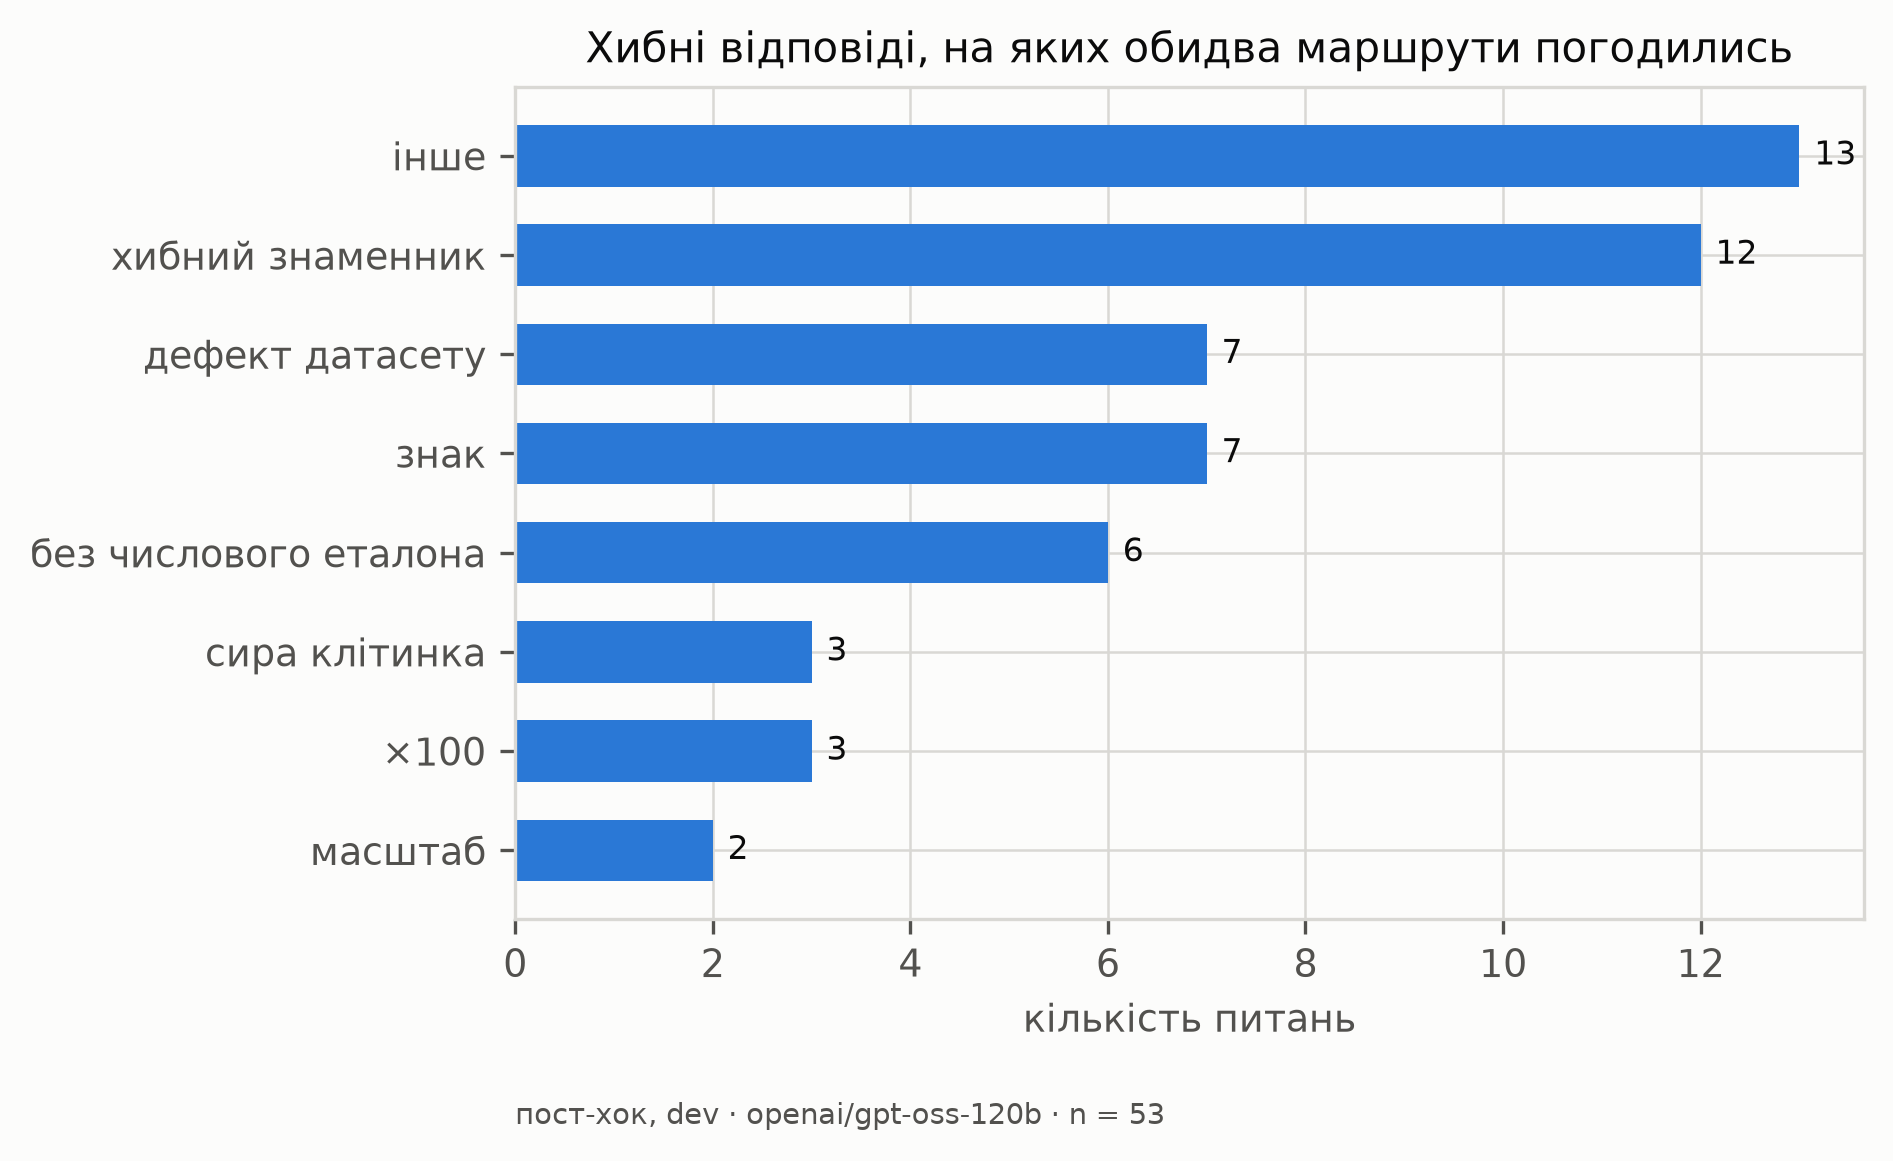 Хибні відповіді, на яких обидва маршрути погодились
інше 13
хибний знаменник 12
дефект датасету 7
знак 7
без числового еталона 6
сира клітинка 3
×100 3
масштаб 2
0 2 4 6 8 10 12
кількість питань
пост-хок, dev · openai/gpt-oss-120b · n = 53